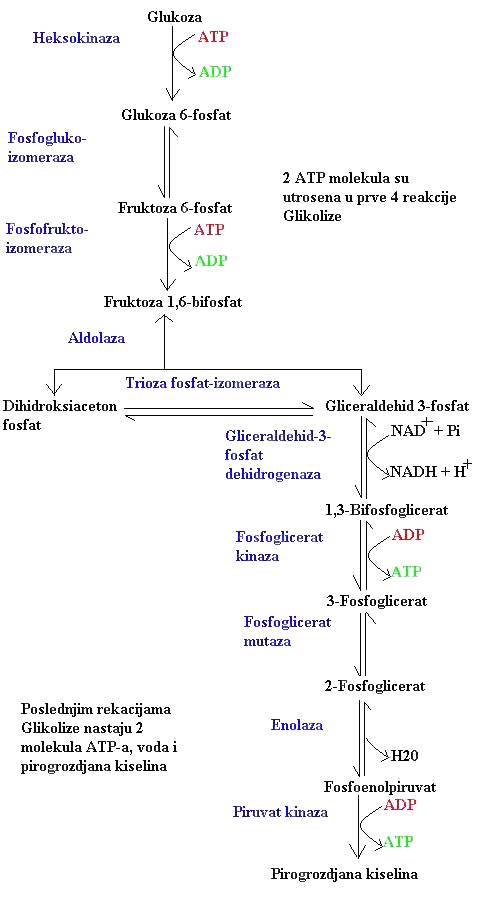 Glukoza
Heksokinaza
ATP
ADP
Glukoza 6-fosfat
Fosfogluko-
izomeraza
2 ATP molekula su
utrosena u prve 4 reakcije
Glikolize
Fruktoza 6-fosfat
Fosfofrukto-
izomeraza
ATP
ADP
Fruktoza 1,6-bifosfat
Aldolaza
Trioza fosfat-izomeraza
Dihidroksiaceton
fosfat
Gliceraldehid 3-fosfat
Gliceraldehid-3-
fosfat
dehidrogenaza
NAD+ + Pi
NADH + H+
1,3-Bifosfoglicerat
Fosfoglicerat
kinaza
ADP
ATP
3-Fosfoglicerat
Fosfoglicerat
mutaza
2-Fosfoglicerat
Poslednjim rekacijama
Glikolize nastaju 2
molekula ATP-a, voda i
pirogrozdjana kiselina
Enolaza
H20
Fosfoenolpiruvat
Piruvat kinaza
ADP
ATP
Pirogrozdjana kiselina